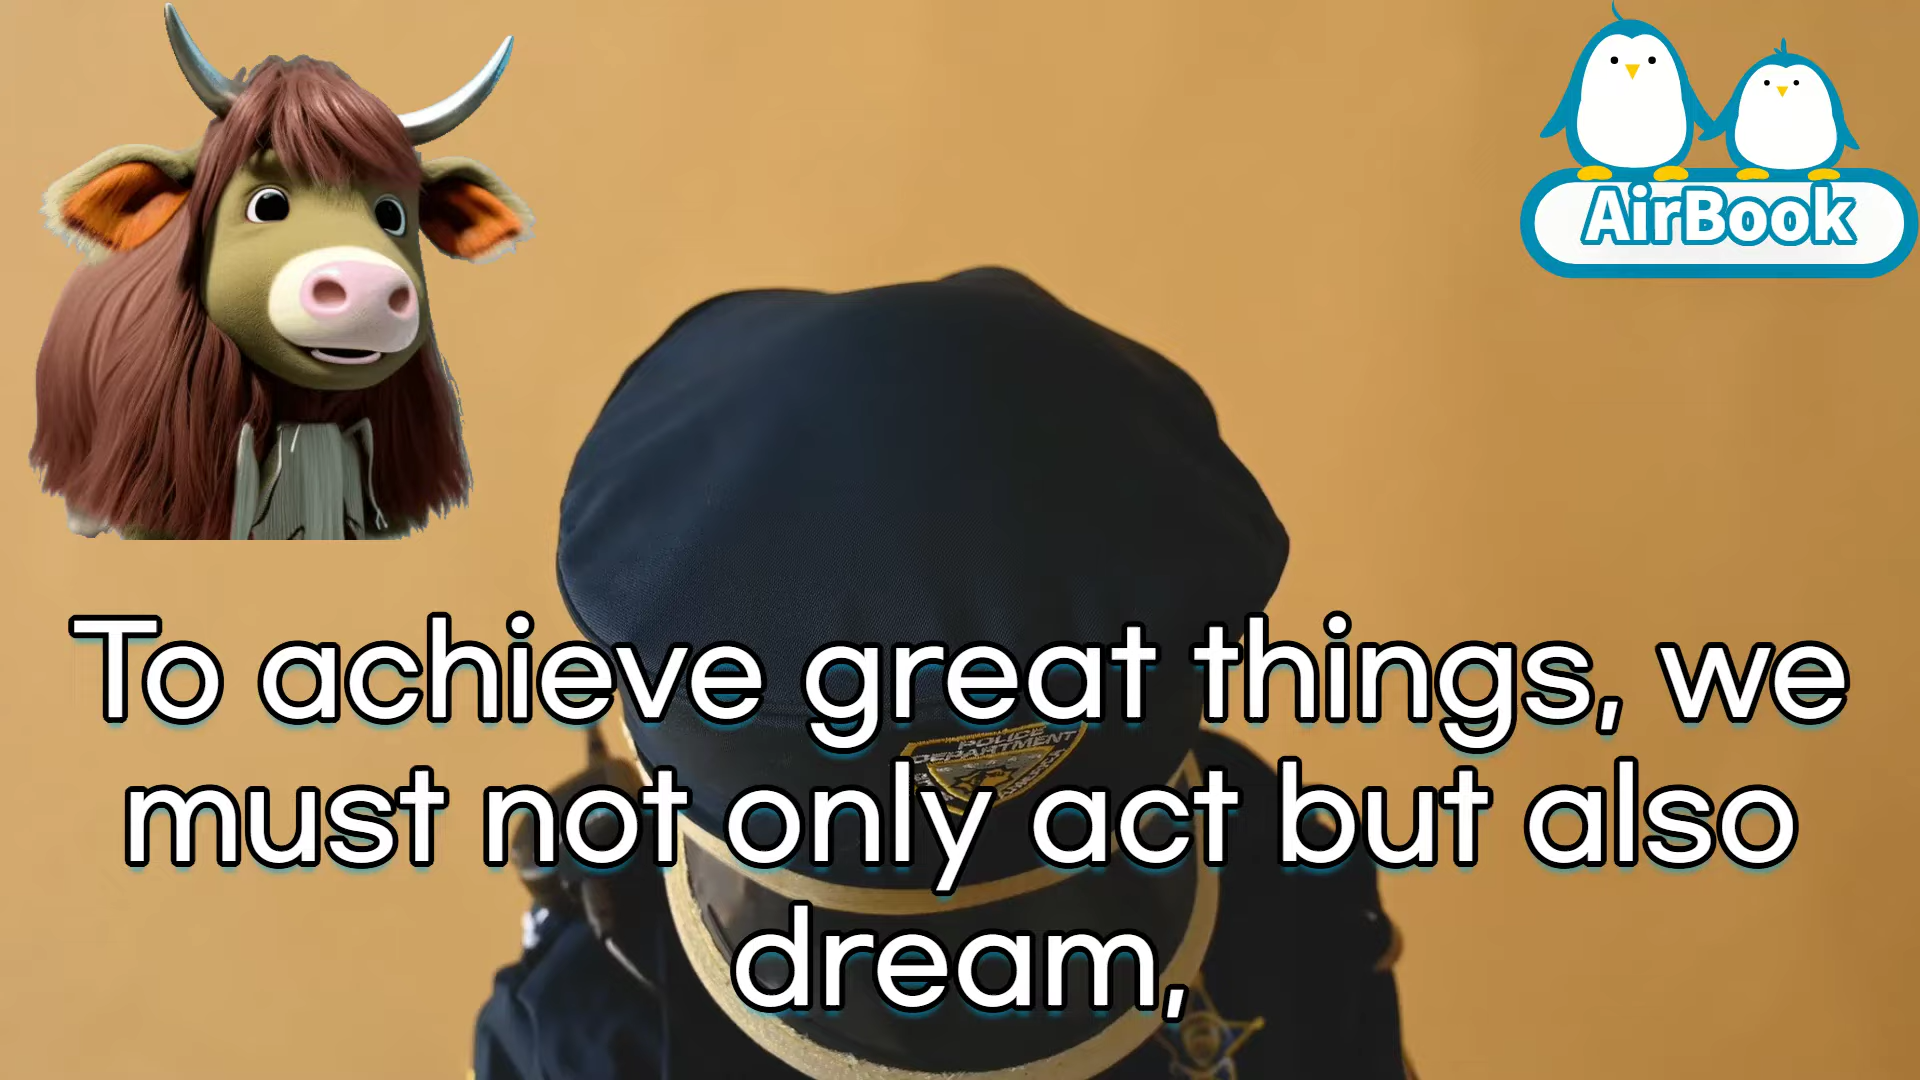 AirBook
To achieve great things, we
must not only act but also
dream,
POLICE
DEPARTMENT